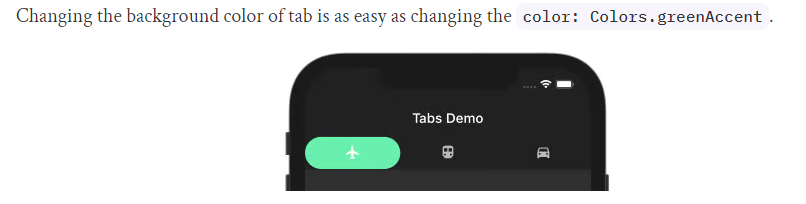 Changing the background color of tab is as easy as changing the color: Colors.greenAccent .
Tabs Demo